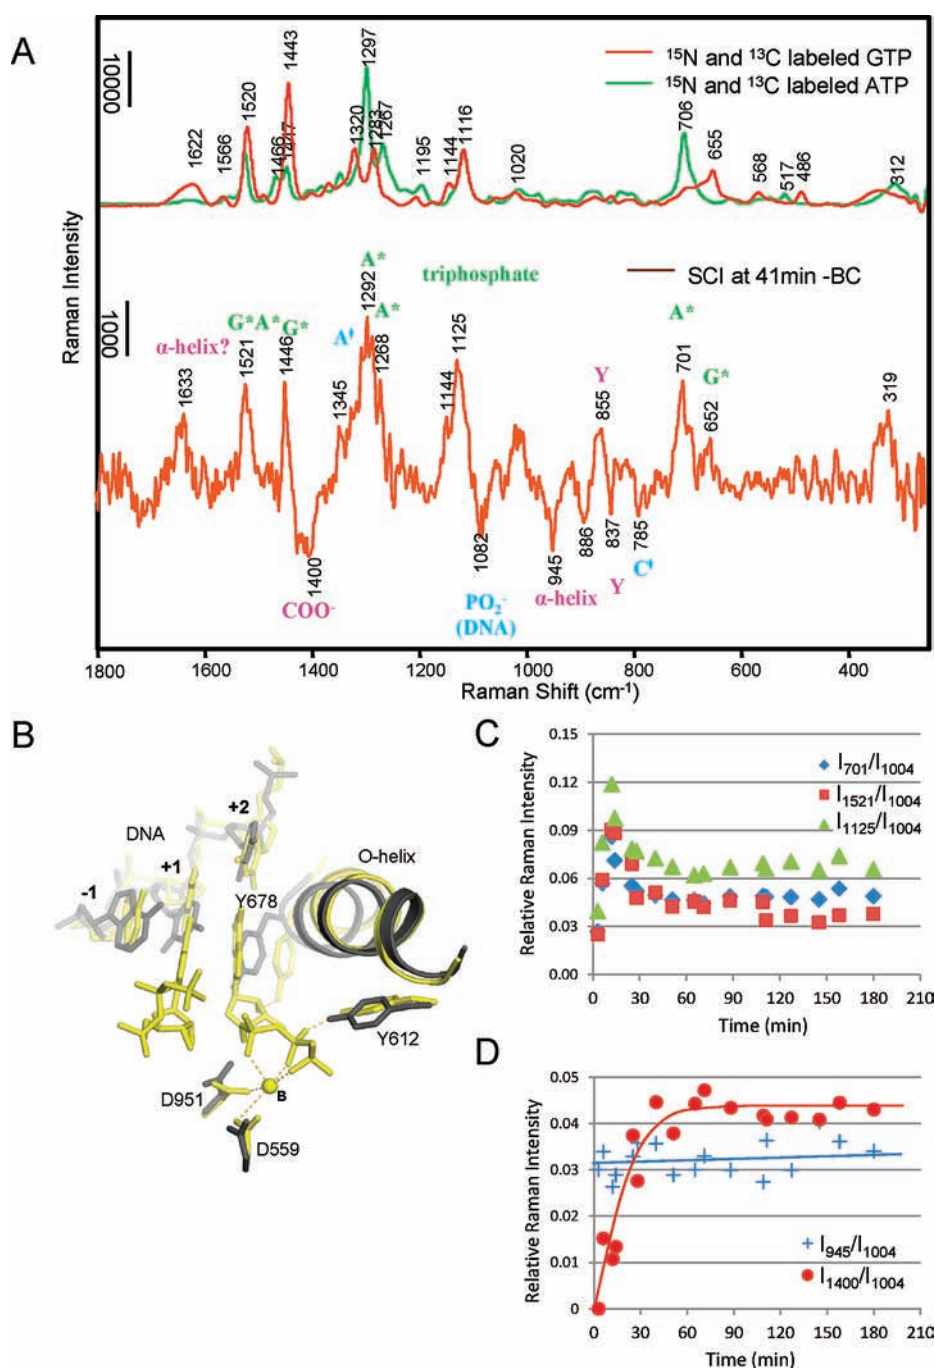 A
10000
1622
1566
1520
1466
1447
1443
1320
1297
1283
1267
1195
1144
1116
1020
706
655
568
517
486
312
¹⁵N and ¹³C labeled GTP
¹⁵N and ¹³C labeled ATP
Raman Intensity
1000
SCI at 41min -BC
α-helix?
G*A*
G*
A*
A*
triphosphate
Y
A*
G*
1633
1521
1446
1400
COO⁻
1345
1292
1268
1144
1125
1082
PO₂⁻
(DNA)
945
α-helix
886
855
837
Y
785
701
652
319
1800 1600 1400 1200 1000 800 600 400
Raman Shift (cm⁻¹)
B
DNA
-1
+1
+2
O-helix
Y678
Y612
D951
B
D559
C
Relative Raman Intensity
0.15
0.12
0.09
0.06
0.03
0.00
I₇₀₁/I₁₀₀₄
I₁₅₂₁/I₁₀₀₄
I₁₁₂₅/I₁₀₀₄
0 30 60 90 120 150 180 210
Time (min)
D
Relative Raman Intensity
0.05
0.04
0.03
0.02
0.01
0
I₉₄₅/I₁₀₀₄
I₁₄₀₀/I₁₀₀₄
0 30 60 90 120 150 180 210
Time (min)